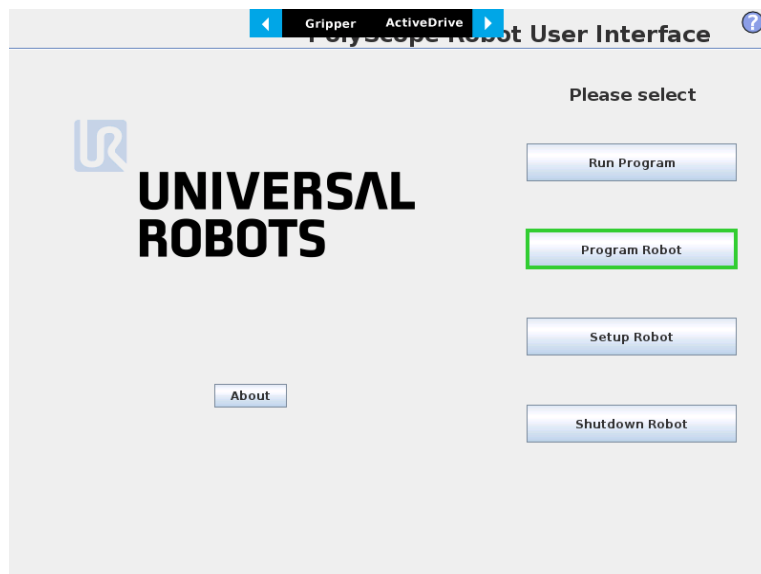 Gripper ActiveDrive
PolyScope Robot User Interface
?
Please select
UR
UNIVERSAL
ROBOTS
Run Program
Program Robot
Setup Robot
About
Shutdown Robot